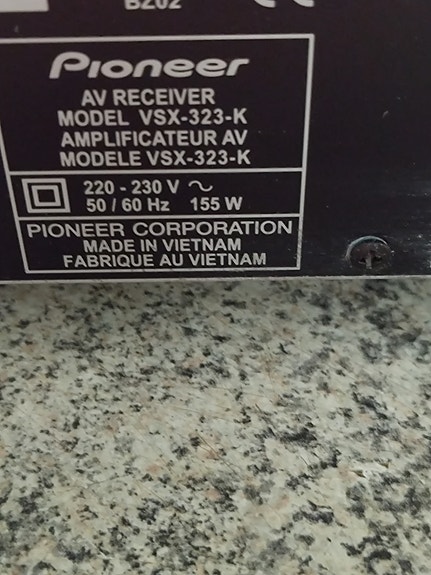 BZ02
Pioneer
AV RECEIVER
MODEL VSX-323-K
AMPLIFICATEUR AV
MODELE VSX-323-K
220 - 230 V ~
50 / 60 Hz 155 W
PIONEER CORPORATION
MADE IN VIETNAM
FABRIQUE AU VIETNAM